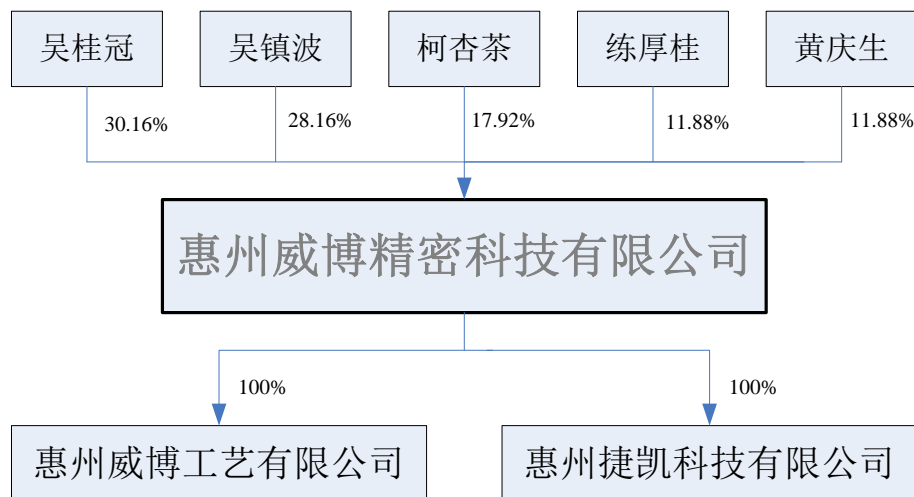 吴桂冠
吴镇波
柯杏茶
练厚桂
黄庆生
30.16%
28.16%
17.92%
11.88%
11.88%
惠州威博精密科技有限公司
100%
100%
惠州威博工艺有限公司
惠州捷凯科技有限公司